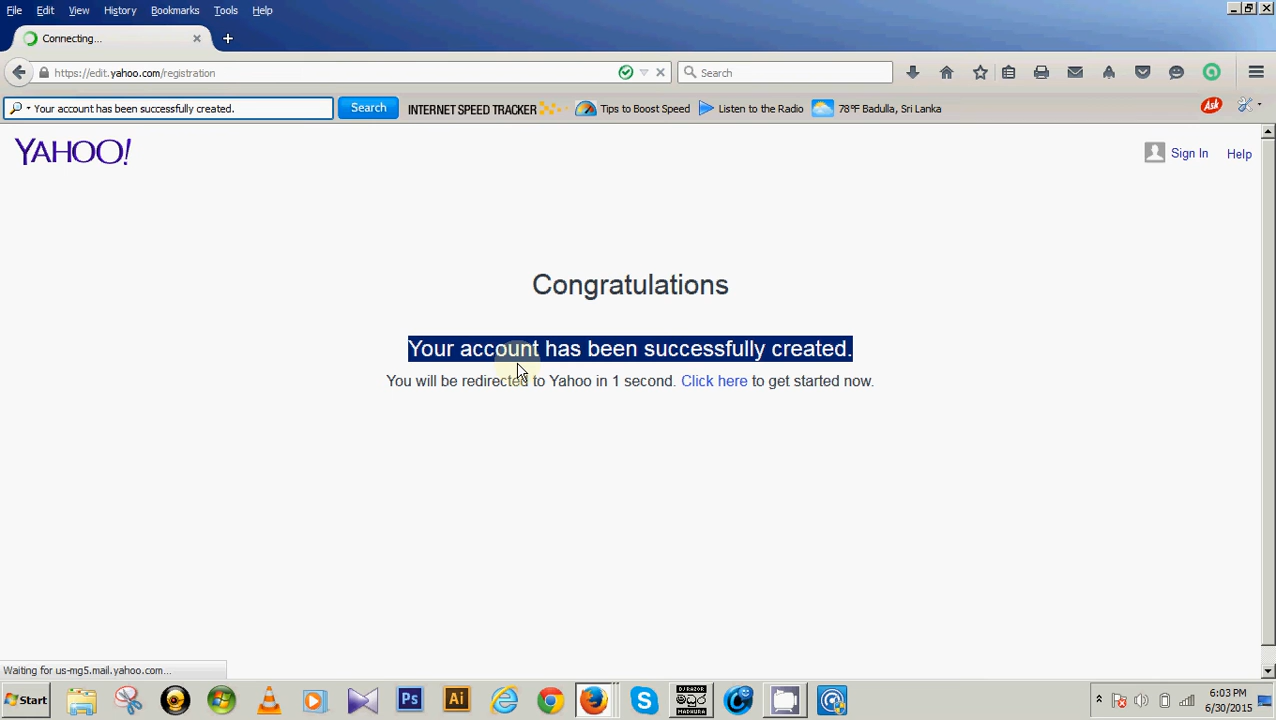 File Edit View History Bookmarks Tools Help
Connecting...
https://edit.yahoo.com/registration
Search
Your account has been successfully created.
Search
INTERNET SPEED TRACKER
Tips to Boost Speed
Listen to the Radio
78°F Badulla, Sri Lanka
Ask
YAHOO!
Sign In
Help
Congratulations
Your account has been successfully created.
You will be redirected to Yahoo in 1 second. Click here to get started now.
Waiting for us-mg5.mail.yahoo.com...
Start
Ps
Ai
6:03 PM
6/30/2015